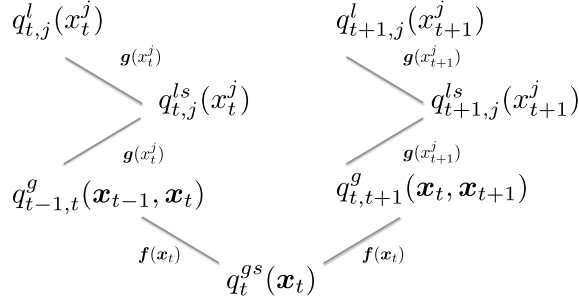 q^l_{t,j}(x^j_t) q^l_{t+1,j}(x^j_{t+1})
g(x^j_t) g(x^j_{t+1})
q^{ls}_{t,j}(x^j_t) q^{ls}_{t+1,j}(x^j_{t+1})
g(x^j_t) g(x^j_{t+1})
q^g_{t-1,t}(x_{t-1}, x_t) q^g_{t,t+1}(x_t, x_{t+1})
f(x_t) f(x_t)
q^{gs}_t(x_t)